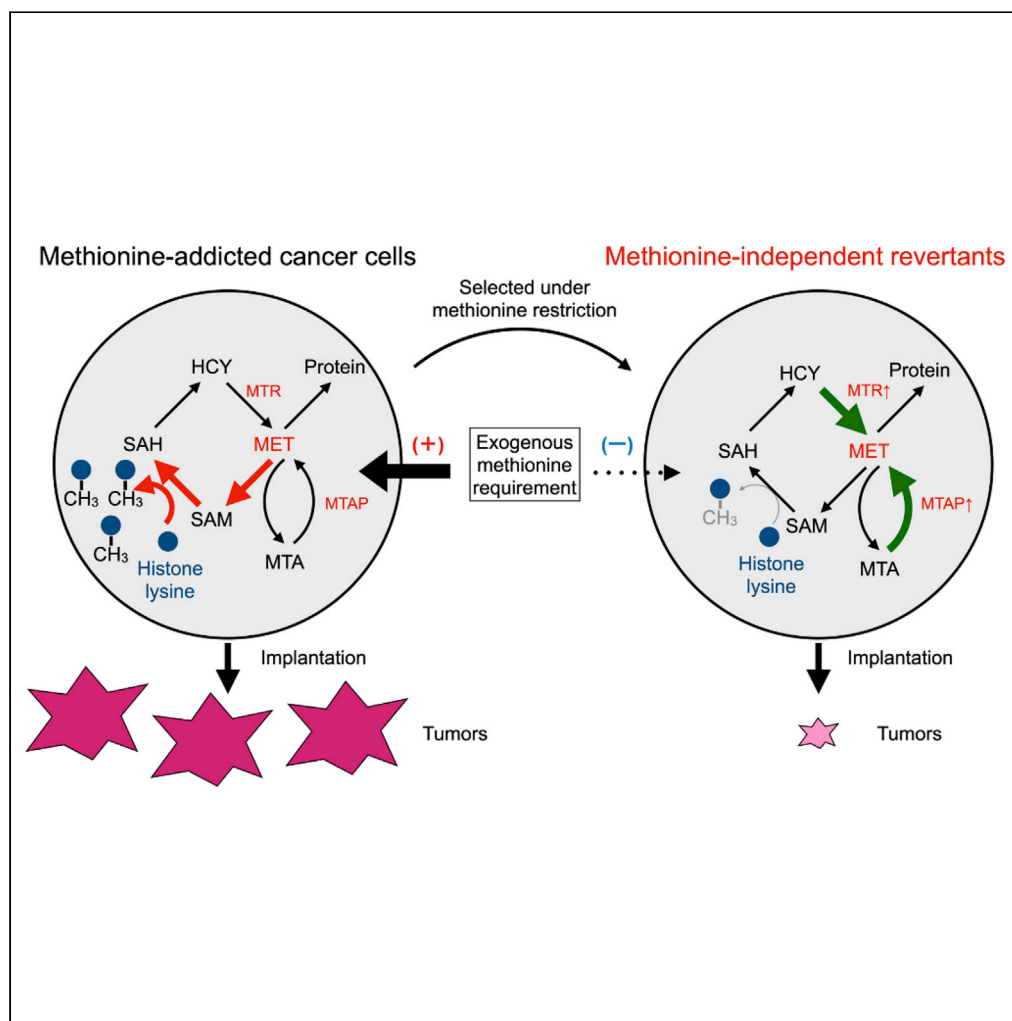 Methionine-addicted cancer cells
Methionine-independent revertants
Selected under
methionine restriction
HCY
Protein
MTR
SAH
MET
MTAP
SAM
MTA
CH₃
CH₃
CH₃
Histone
lysine
(+)
Exogenous
methionine
requirement
(−)
HCY
Protein
MTR↑
SAH
MET
MTAP↑
SAM
MTA
CH₃
Histone
lysine
Implantation
Tumors
Implantation
Tumors